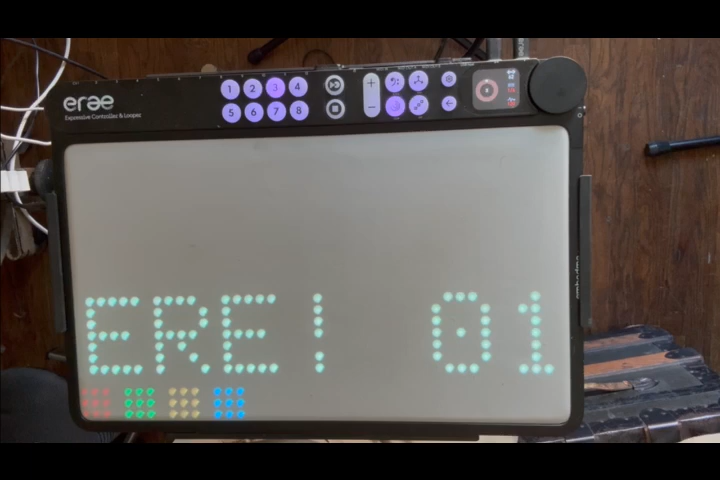 1 2 3 4
5 6 7 8
+
−
erae
Expressive Controller & Looper
ERE! 01